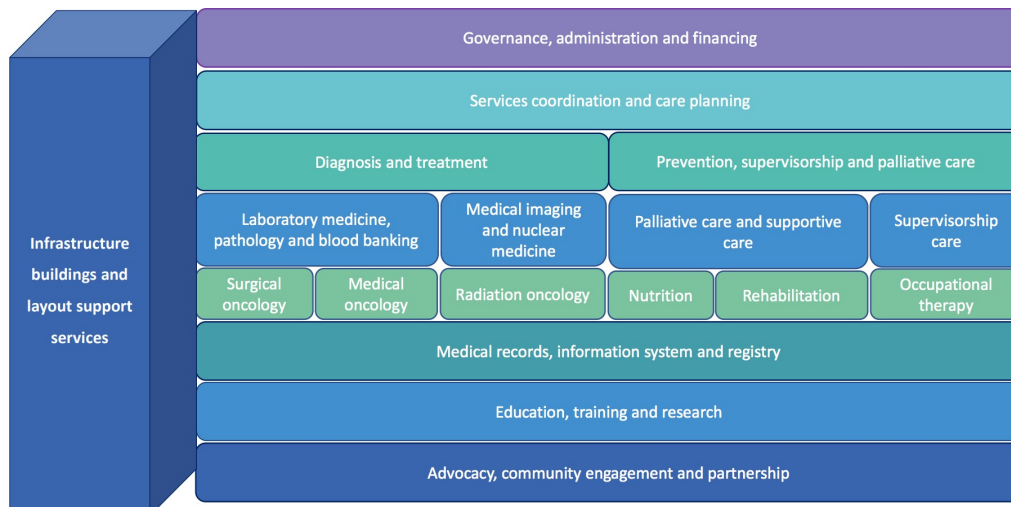 Governance, administration and financing
Services coordination and care planning
Diagnosis and treatment
Prevention, supervisorship and palliative care
Laboratory medicine,
pathology and blood banking
Medical imaging
and nuclear
medicine
Palliative care and supportive
care
Supervisorship
care
Infrastructure
buildings and
layout support
services
Surgical
oncology
Medical
oncology
Radiation oncology
Nutrition
Rehabilitation
Occupational
therapy
Medical records, information system and registry
Education, training and research
Advocacy, community engagement and partnership